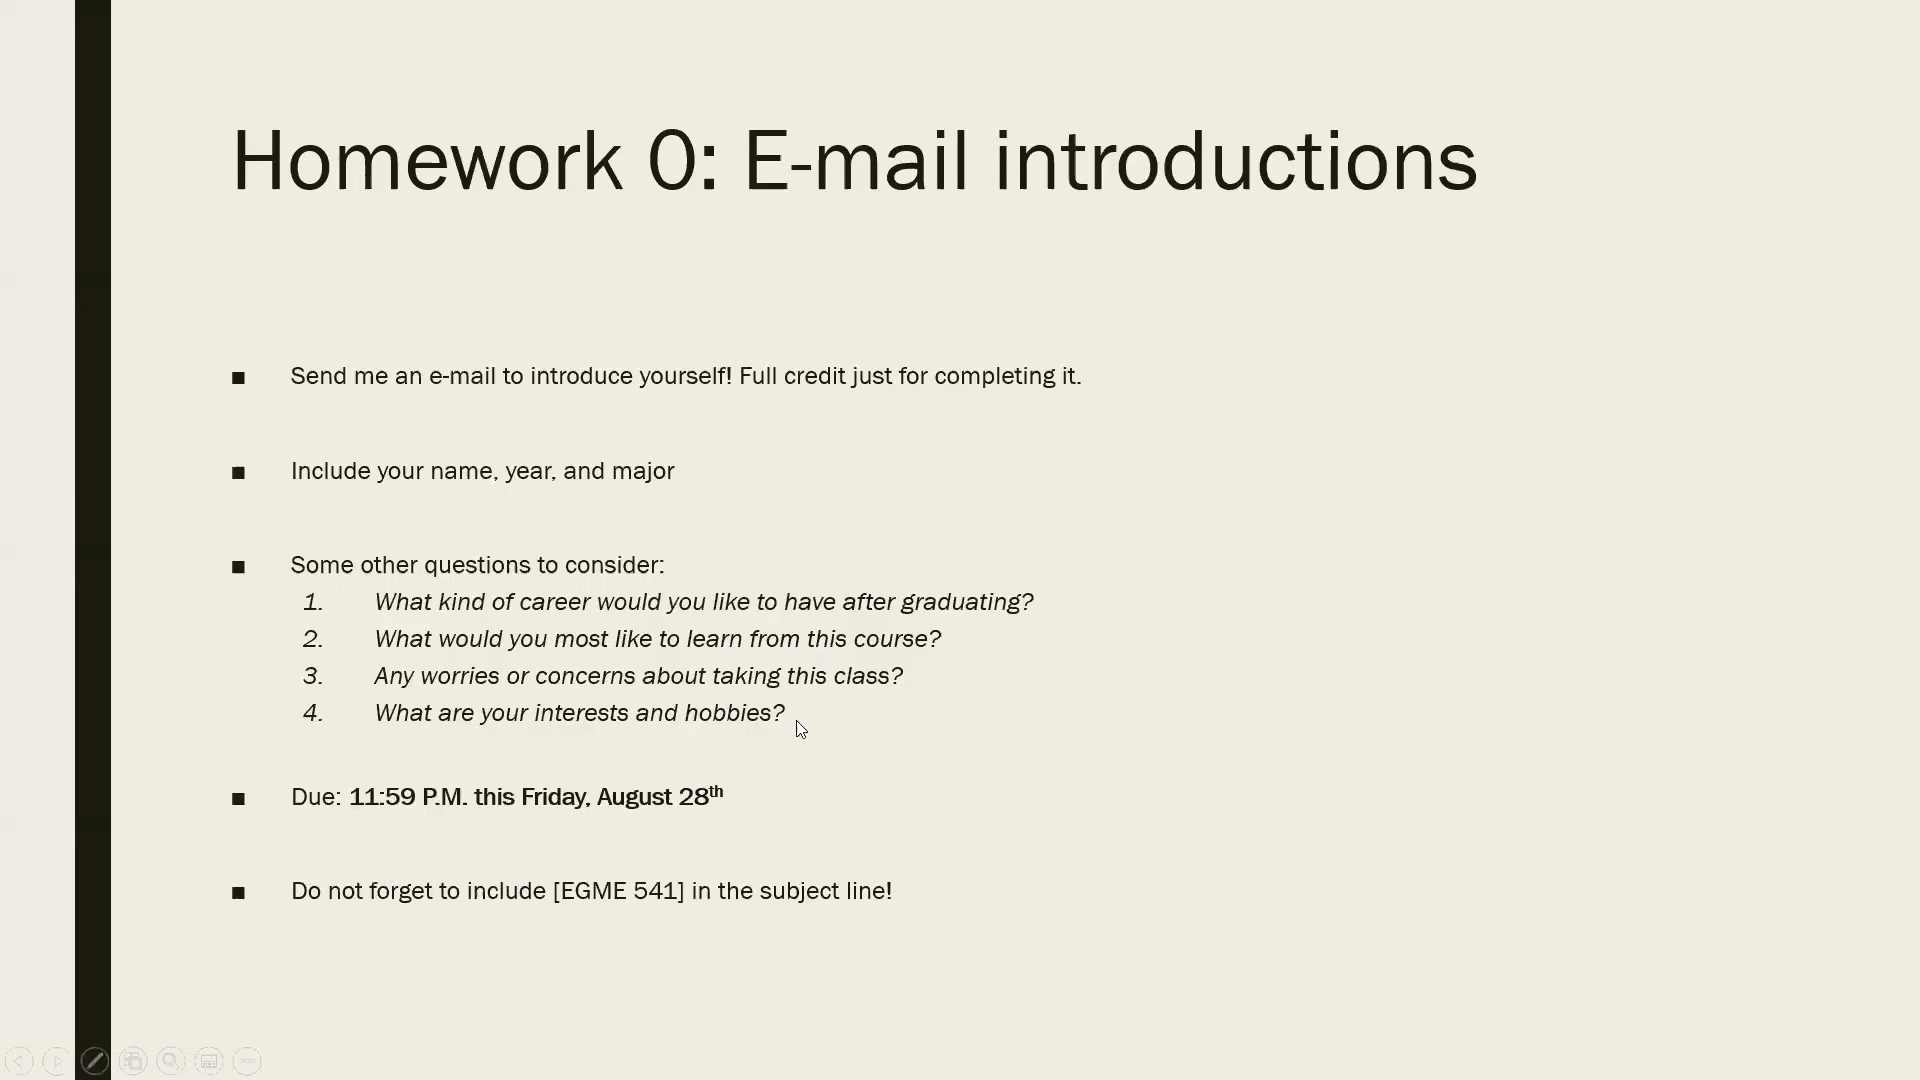 Homework 0: E-mail introductions
■ Send me an e-mail to introduce yourself! Full credit just for completing it.
■ Include your name, year, and major
■ Some other questions to consider:
1. What kind of career would you like to have after graduating?
2. What would you most like to learn from this course?
3. Any worries or concerns about taking this class?
4. What are your interests and hobbies?
■ Due: 11:59 P.M. this Friday, August 28th
■ Do not forget to include [EGME 541] in the subject line!